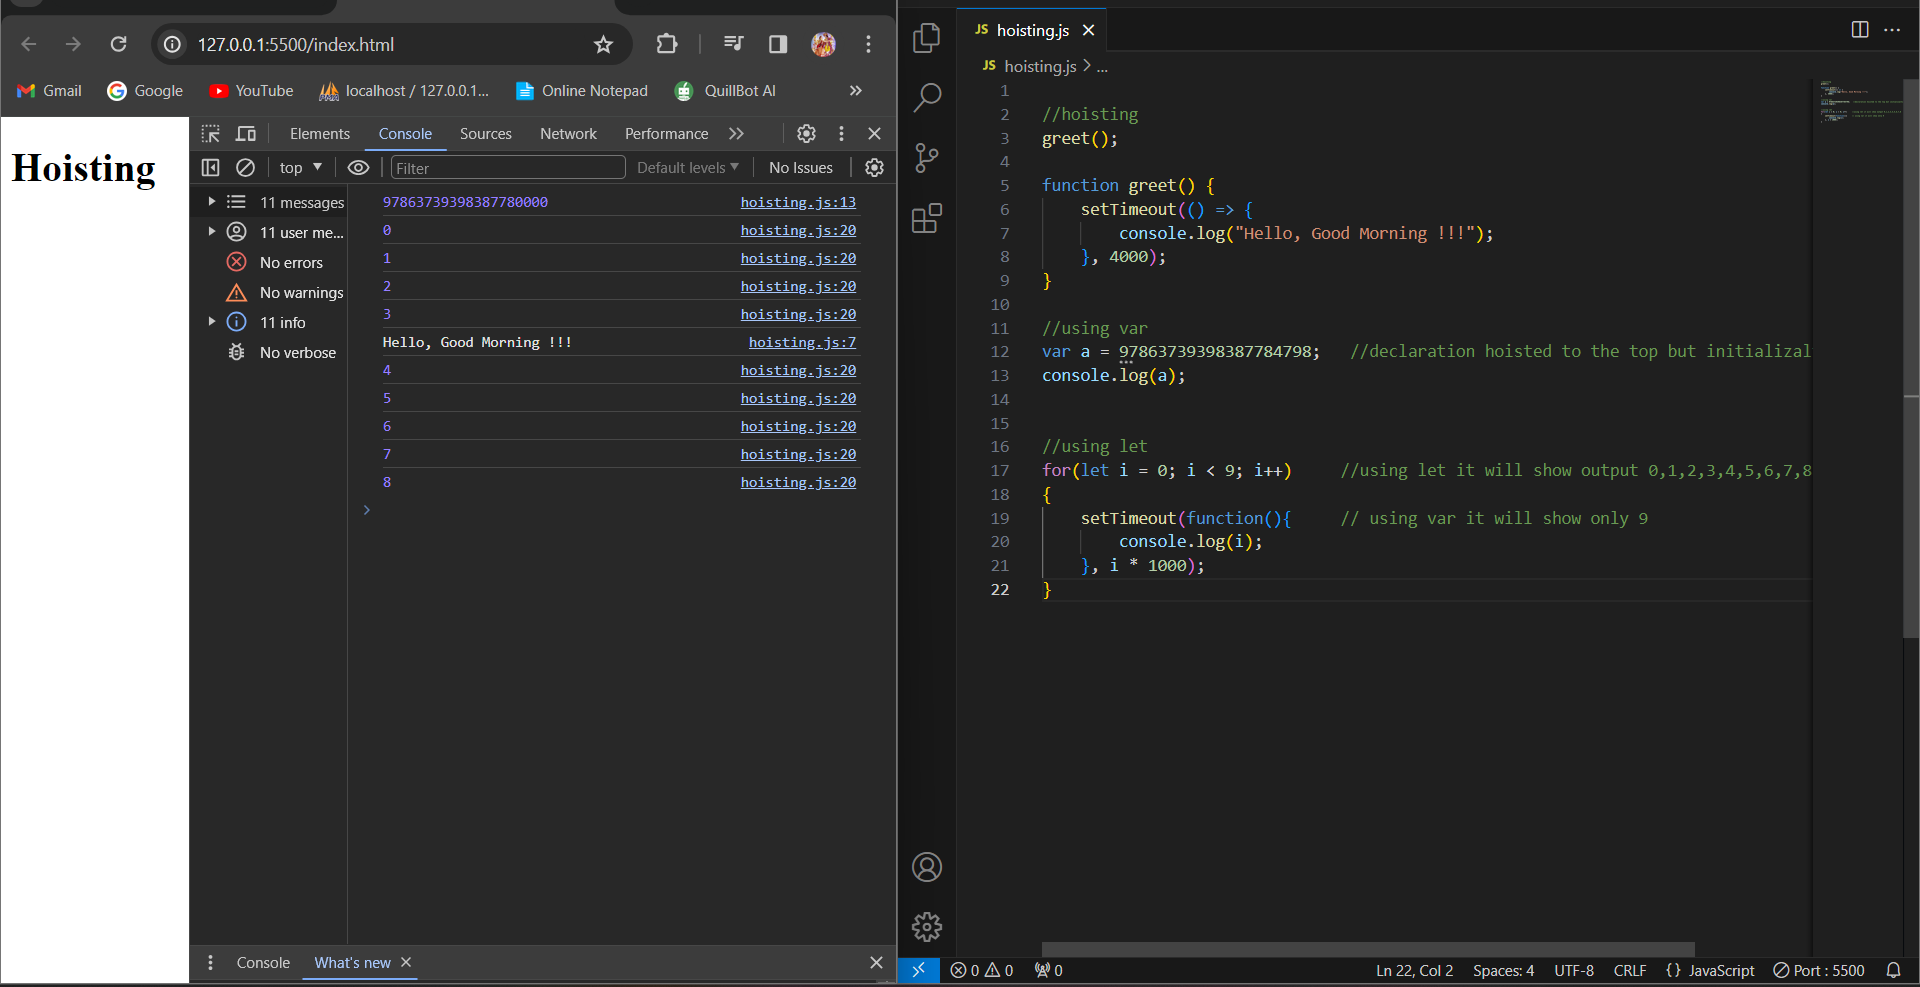 127.0.0.1:5500/index.html
Gmail Google YouTube localhost / 127.0.0.1... Online Notepad QuillBot AI »
Hoisting
Elements Console Sources Network Performance »
top Filter Default levels No Issues
11 messages
11 user me...
No errors
No warnings
11 info
No verbose
97863739398387780000 hoisting.js:13
0 hoisting.js:20
1 hoisting.js:20
2 hoisting.js:20
3 hoisting.js:20
Hello, Good Morning !!! hoisting.js:7
4 hoisting.js:20
5 hoisting.js:20
6 hoisting.js:20
7 hoisting.js:20
8 hoisting.js:20
Console What's new
JS hoisting.js
JS hoisting.js > ...
1
2 //hoisting
3 greet();
4
5 function greet() {
6 setTimeout(() => {
7 console.log("Hello, Good Morning !!!");
8 }, 4000);
9 }
10
11 //using var
12 var a = 97863739398387784798; //declaration hoisted to the top but initializa
13 console.log(a);
14
15
16 //using let
17 for(let i = 0; i < 9; i++) //using let it will show output 0,1,2,3,4,5,6,7,8
18 {
19 setTimeout(function(){ // using var it will show only 9
20 console.log(i);
21 }, i * 1000);
22 }
0 0 0 Ln 22, Col 2 Spaces: 4 UTF-8 CRLF {} JavaScript Port : 5500